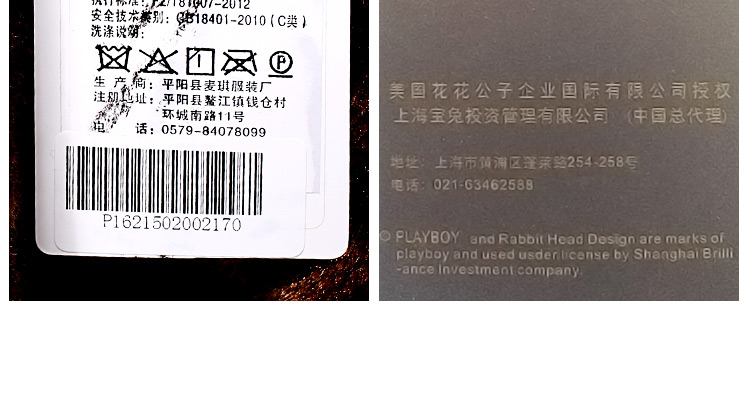 执行标准: FZ/T81007-2012
安全技术类别: GB18401-2010 (C类)
洗涤说明:
生 产 商: 平阳县麦琪服装厂
注册地址: 平阳县鳌江镇钱仓村
环城南路11号
电 话: 0579-84078099
P1621502002170
美国花花公子企业国际有限公司授权
上海宝兔投资管理有限公司 (中国总代理)
地址: 上海市黄浦区蓬莱路254-258号
电话: 021-63462588
© PLAYBOY and Rabbit Head Design are marks of
playboy and used usder license by Shanghai Brilli
-ance Investment company.